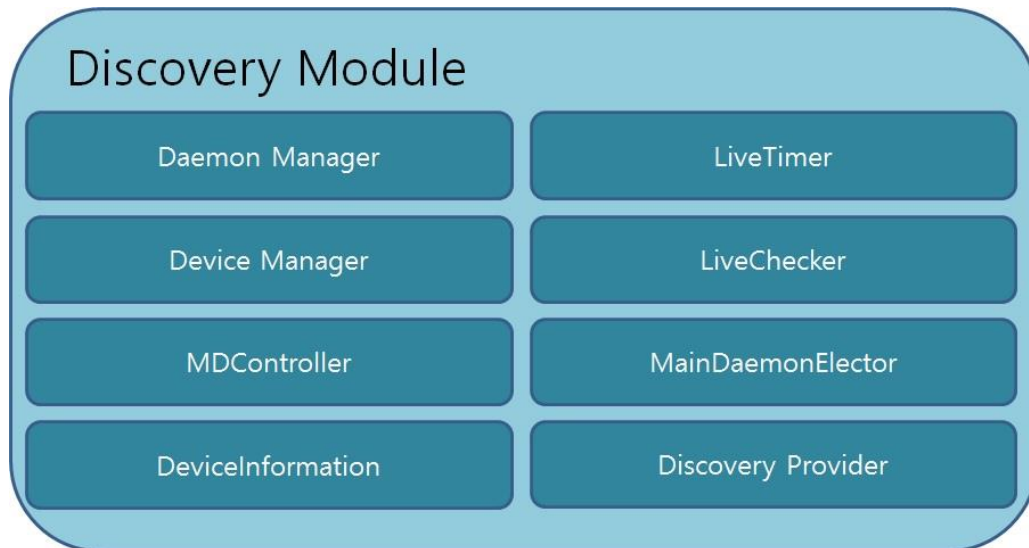 Discovery Module
Daemon Manager
LiveTimer
Device Manager
LiveChecker
MDController
MainDaemonElector
DeviceInformation
Discovery Provider